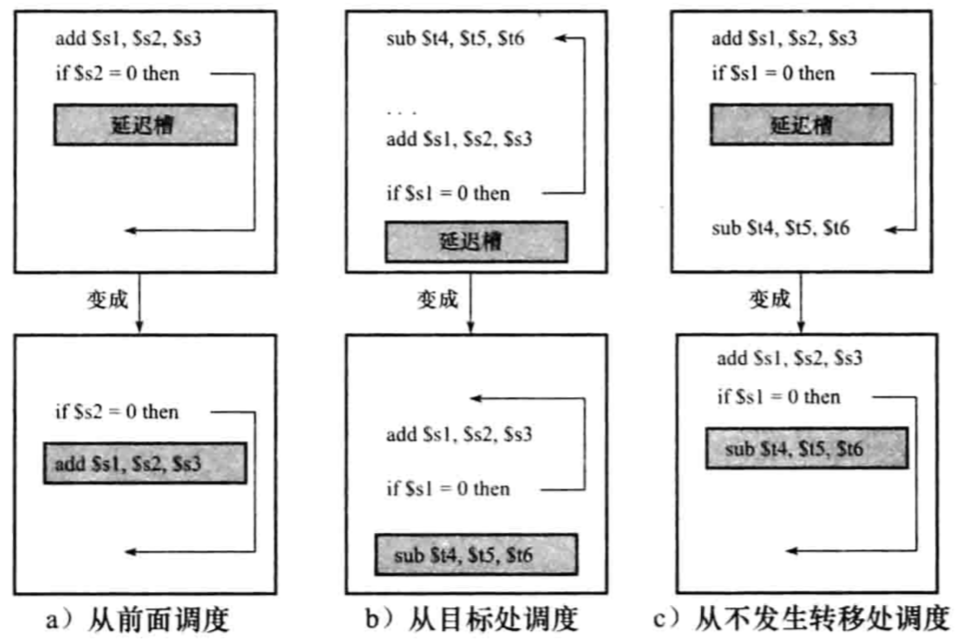 add $s1, $s2, $s3
if $s2 = 0 then
延迟槽
变成
if $s2 = 0 then
add $s1, $s2, $s3
a）从前面调度
sub $t4, $t5, $t6
. . .
add $s1, $s2, $s3
if $s1 = 0 then
延迟槽
变成
add $s1, $s2, $s3
if $s1 = 0 then
sub $t4, $t5, $t6
b）从目标处调度
add $s1, $s2, $s3
if $s1 = 0 then
延迟槽
sub $t4, $t5, $t6
变成
add $s1, $s2, $s3
if $s1 = 0 then
sub $t4, $t5, $t6
c）从不发生转移处调度